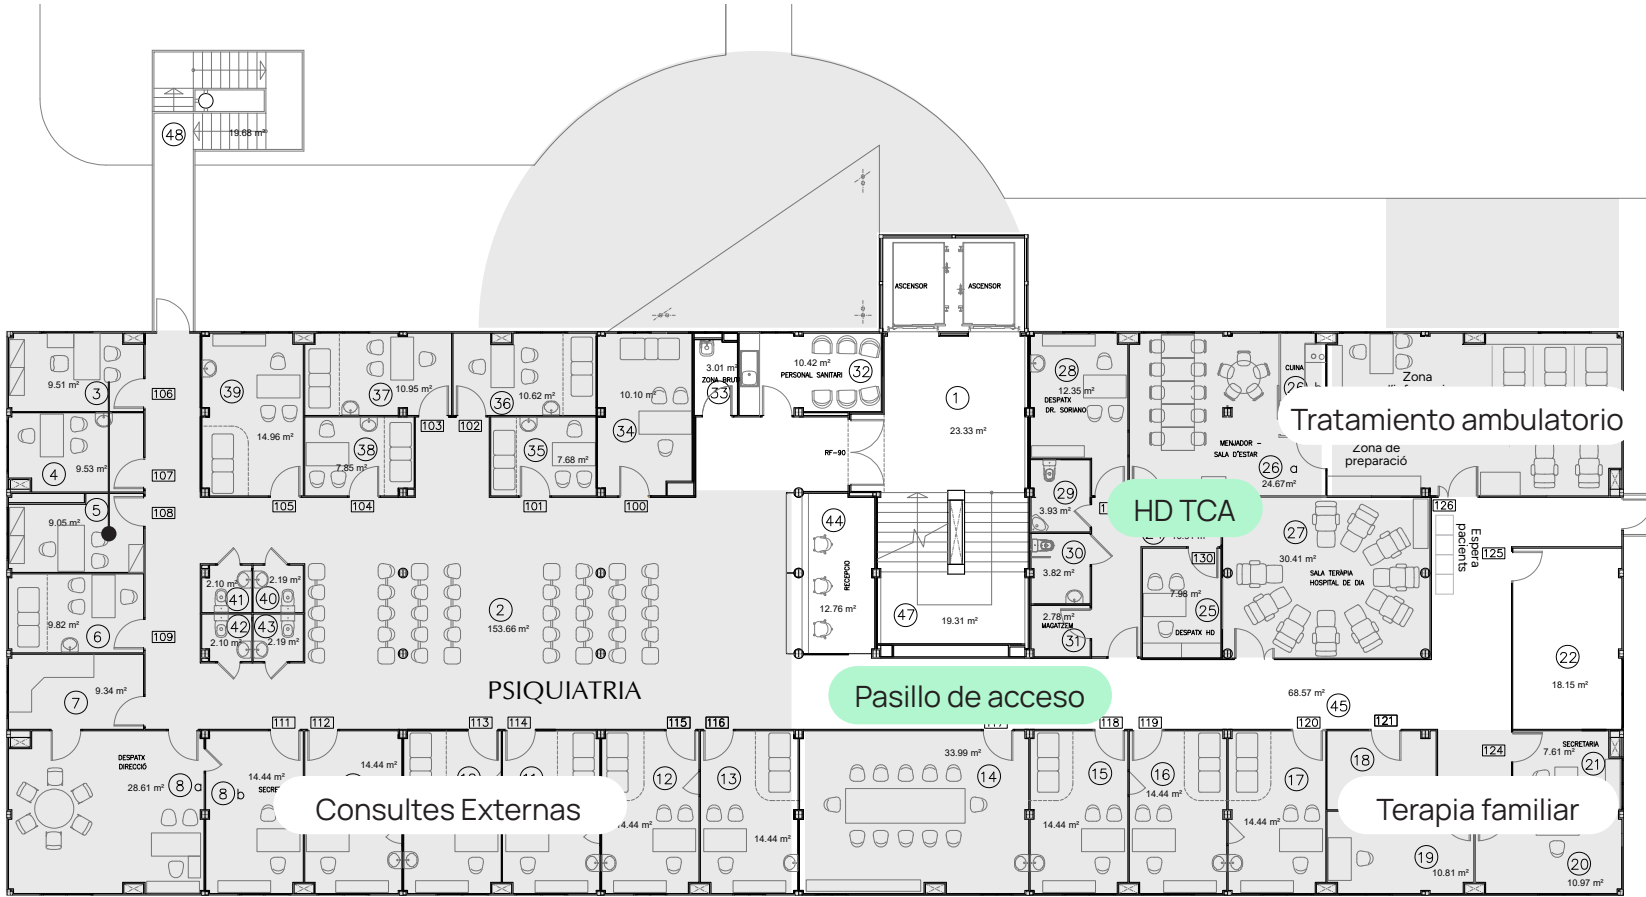 48
19.68 m²
ASCENSOR
ASCENSOR
9.51 m²
3
106
39
14.96 m²
37
10.95 m²
36
10.62 m²
103
102
38
7.85 m²
35
7.68 m²
10.10 m²
34
3.01 m²
ZONA BRUT
33
10.42 m²
PERSONAL SANITARI
32
1
23.33 m²
RF-90
28
12.35 m²
DESPATX
DR. SORIANO
CUINA
MENJADOR -
SALA D'ESTAR
26 a
24.67m²
Zona
Tratamiento ambulatorio
Zona de
preparació
4
9.53 m²
107
105
104
101
100
5
9.05 m²
108
44
RECEPCIO
12.76 m²
29
3.93 m²
HD TCA
27
30.41 m²
SALA TERÀPIA
HOSPITAL DE DIA
126
Espera
pacients
125
30
3.82 m²
130
7.98 m²
25
DESPATX HD
2.10 m²
41
2.19 m²
40
42
2.10 m²
43
2.19 m²
2
153.66 m²
47
19.31 m²
2.78 m²
MAGATZEM
31
9.82 m²
6
109
22
18.15 m²
7
9.34 m²
PSIQUIATRIA
Pasillo de acceso
68.57 m²
45
111
112
113
114
115
116
118
119
120
121
124
DESPATX
DIRECCIÓ
28.61 m²
8 a
8 b
14.44 m²
14.44 m²
Consultes Externas
12
14.44 m²
13
14.44 m²
33.99 m²
14
15
14.44 m²
16
14.44 m²
17
14.44 m²
18
SECRETARIA
7.61 m²
21
Terapia familiar
19
10.81 m²
20
10.97 m²